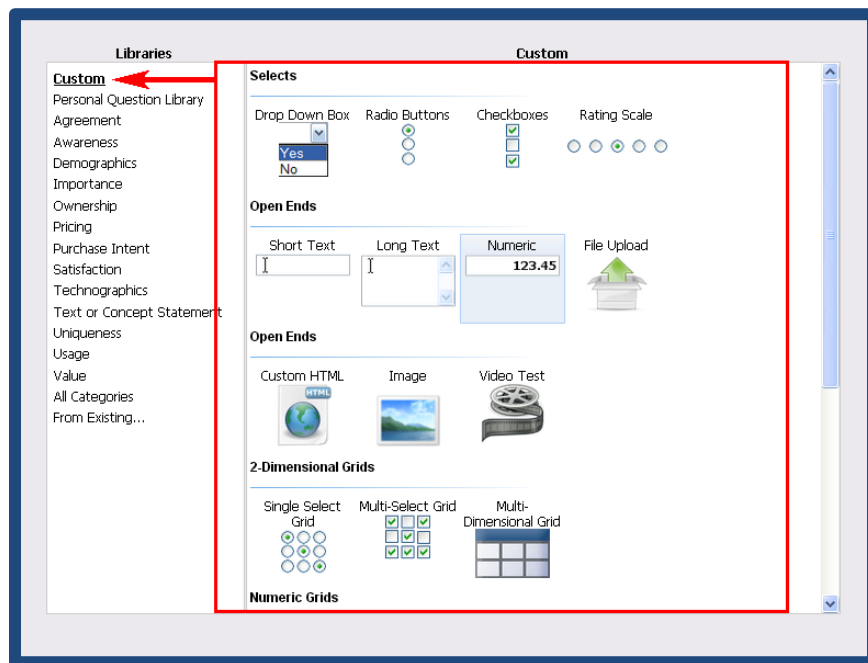 Libraries
Custom
Custom
Personal Question Library
Agreement
Awareness
Demographics
Importance
Ownership
Pricing
Purchase Intent
Satisfaction
Technographics
Text or Concept Statement
Uniqueness
Usage
Value
All Categories
From Existing...
Selects
Drop Down Box Radio Buttons Checkboxes Rating Scale
Yes
No
Open Ends
Short Text Long Text Numeric File Upload
123.45
Open Ends
Custom HTML Image Video Test
HTML
2-Dimensional Grids
Single Select Multi-Select Grid Multi-
Grid Dimensional Grid
Numeric Grids